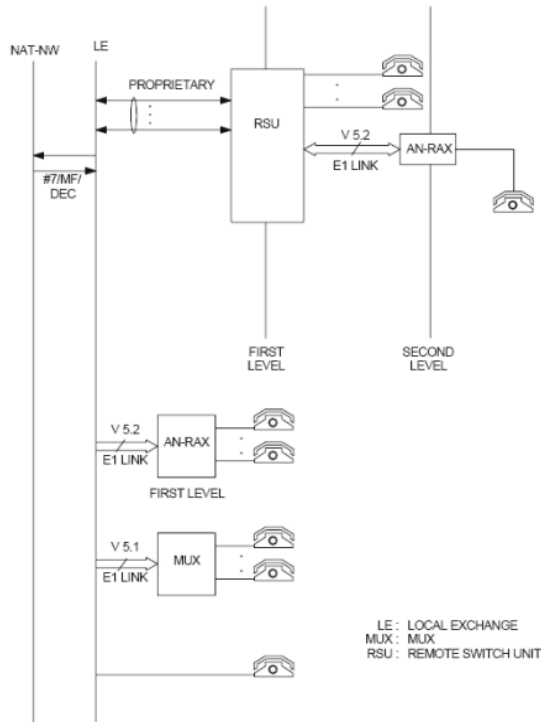 NAT-NW
LE
PROPRIETARY
RSU
V 5.2
E1 LINK
AN-RAX
#7/MF/
DEC
FIRST
LEVEL
SECOND
LEVEL
V 5.2
E1 LINK
AN-RAX
FIRST LEVEL
V 5.1
E1 LINK
MUX
LE : LOCAL EXCHANGE
MUX : MUX
RSU : REMOTE SWITCH UNIT